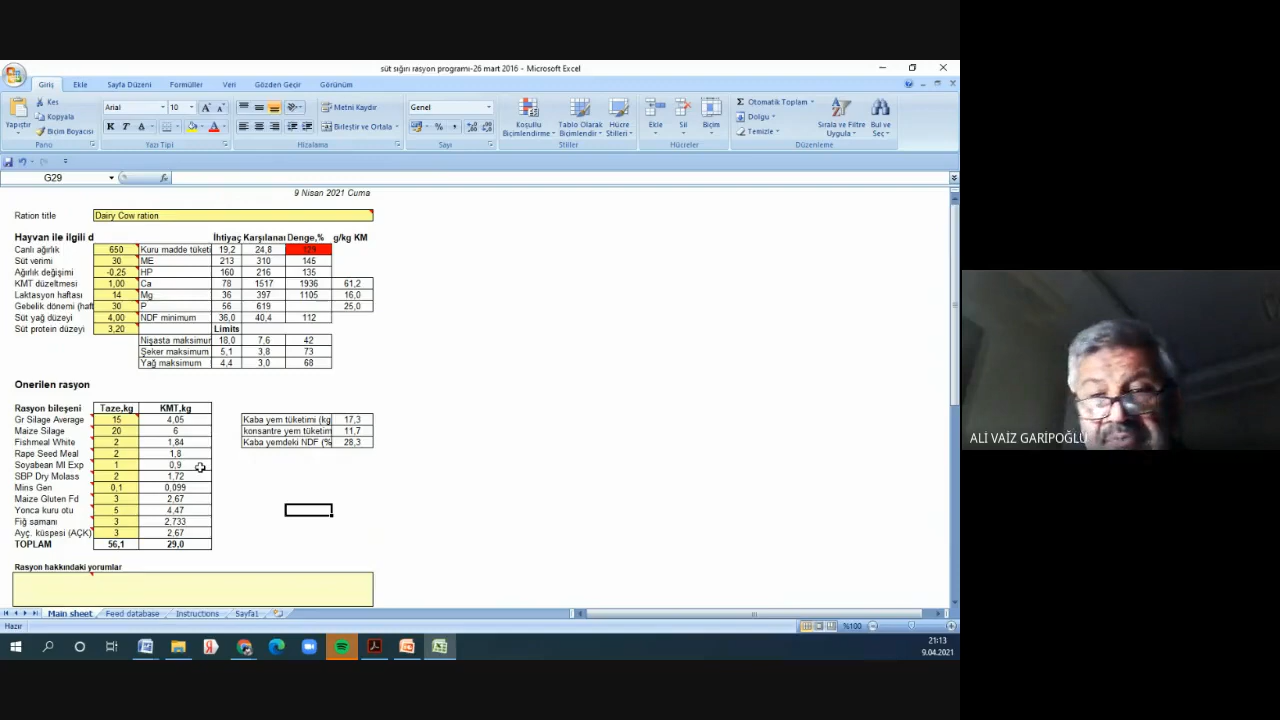 süt sığırı rasyon programı-26 mart 2016 - Microsoft Excel
Giriş Ekle Sayfa Düzeni Formüller Veri Gözden Geçir Görünüm
Yapıştır Kes Kopyala Biçim Boyacısı Pano
Arial 10 K T A Yazı Tipi
Metni Kaydır Birleştir ve Ortala Hizalama
Genel % Sayı
Koşullu Biçimlendirme Tablo Olarak Biçimlendir Hücre Stilleri Stiller
Ekle Sil Biçim Hücreler
Otomatik Toplam Dolgu Temizle Sırala ve Filtre Uygula Bul ve Seç Düzenleme
G29 fx
9 Nisan 2021 Cuma
Ration title Dairy Cow ration
Hayvan ile ilgili d İhtiyaç Karşılanan Denge,% g/kg KM
Canlı ağırlık 650 Kuru madde tüketi 19,2 24,8 129
Süt verimi 30 ME 213 310 145
Ağırlık değişimi -0,25 HP 160 216 135
KMT düzeltmesi 1,00 Ca 78 1517 1936 61,2
Laktasyon haftası 14 Mg 36 397 1105 16,0
Gebelik dönemi (haft 30 P 56 619 25,0
Süt yağ düzeyi 4,00 NDF minimum 36,0 40,4 112
Süt protein düzeyi 3,20 Limits
Nişasta maksimur 18,0 7,6 42
Şeker maksimum 5,1 3,8 73
Yağ maksimum 4,4 3,0 68
Onerilen rasyon
Rasyon bileşeni Taze,kg KMT,kg
Gr Silage Average 15 4,05 Kaba yem tüketimi (kg 17,3
Maize Silage 20 6 konsantre yem tüketim 11,7
Fishmeal White 2 1,84 Kaba yemdeki NDF (% 28,3
Rape Seed Meal 2 1,8
Soyabean Ml Exp 1 0,9
SBP Dry Molass 2 1,72
Mins Gen 0,1 0,099
Maize Gluten Fd 3 2,67
Yonca kuru otu 5 4,47
Fiğ samanı 3 2,733
Ayç. küspesi (AÇK) 3 2,67
TOPLAM 56,1 29,0
Rasyon hakkındaki yorumlar
Main sheet Feed database Instructions Sayfa1
Hazır %100
21:13
9.04.2021
ALİ VAİZ GARİPOĞLU